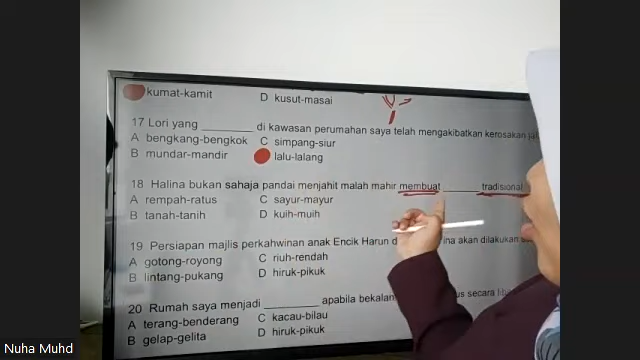 kumat-kamit
D kusut-masai
17 Lori yang ________ di kawasan perumahan saya telah mengakibatkan kerosakan
A bengkang-bengkok C simpang-siur
B mundar-mandir lalu-lalang
18 Halina bukan sahaja pandai menjahit malah mahir membuat ______ tradisional
A rempah-ratus C sayur-mayur
B tanah-tanih D kuih-muih
19 Persiapan majlis perkahwinan anak Encik Harun akan dilakukan
A gotong-royong C riuh-rendah
B lintang-pukang D hiruk-pikuk
20 Rumah saya menjadi ________ apabila bekalan secara
A terang-benderang C kacau-bilau
B gelap-gelita D hiruk-pikuk
Nuha Muhd